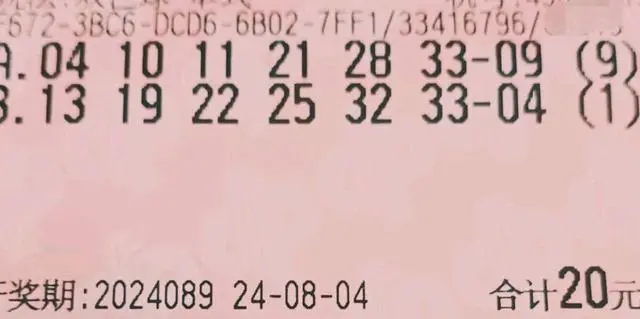 F672-3BC6-DCD6-6B02-7FF1/33416796/
A.04 10 11 21 28 33-09 (9)
B.13 19 22 25 32 33-04 (1)
开奖期:2024089 24-08-04 合计20元